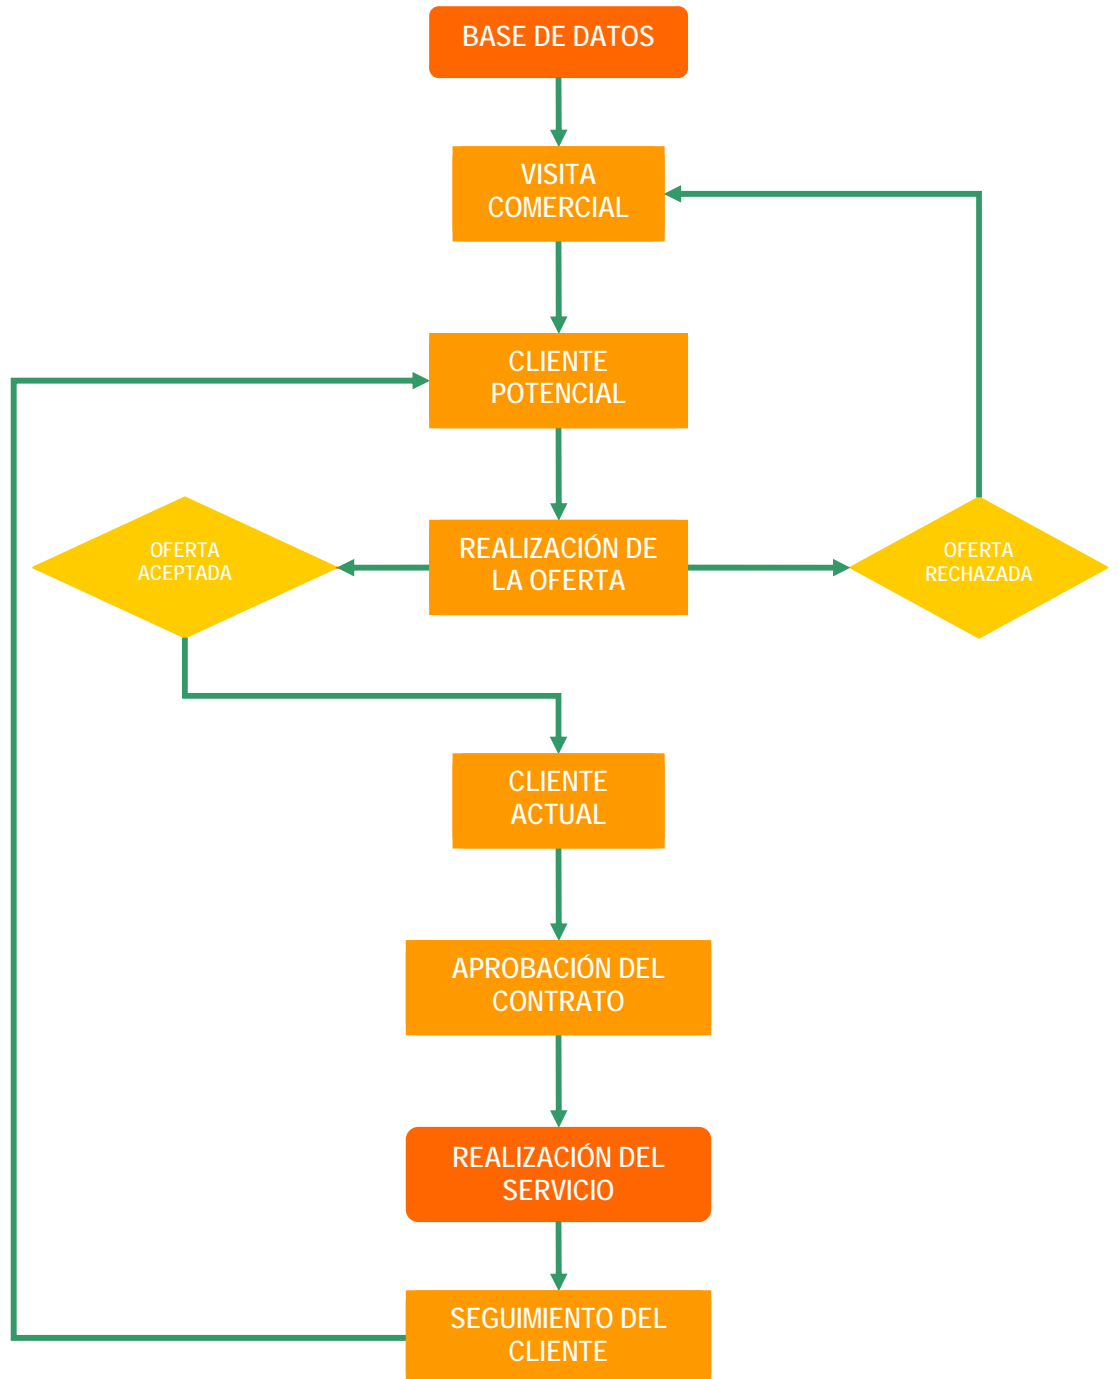 BASE DE DATOS
VISITA
COMERCIAL
CLIENTE
POTENCIAL
OFERTA
ACEPTADA
REALIZACIÓN DE
LA OFERTA
OFERTA
RECHAZADA
CLIENTE
ACTUAL
APROBACIÓN DEL
CONTRATO
REALIZACIÓN DEL
SERVICIO
SEGUIMIENTO DEL
CLIENTE